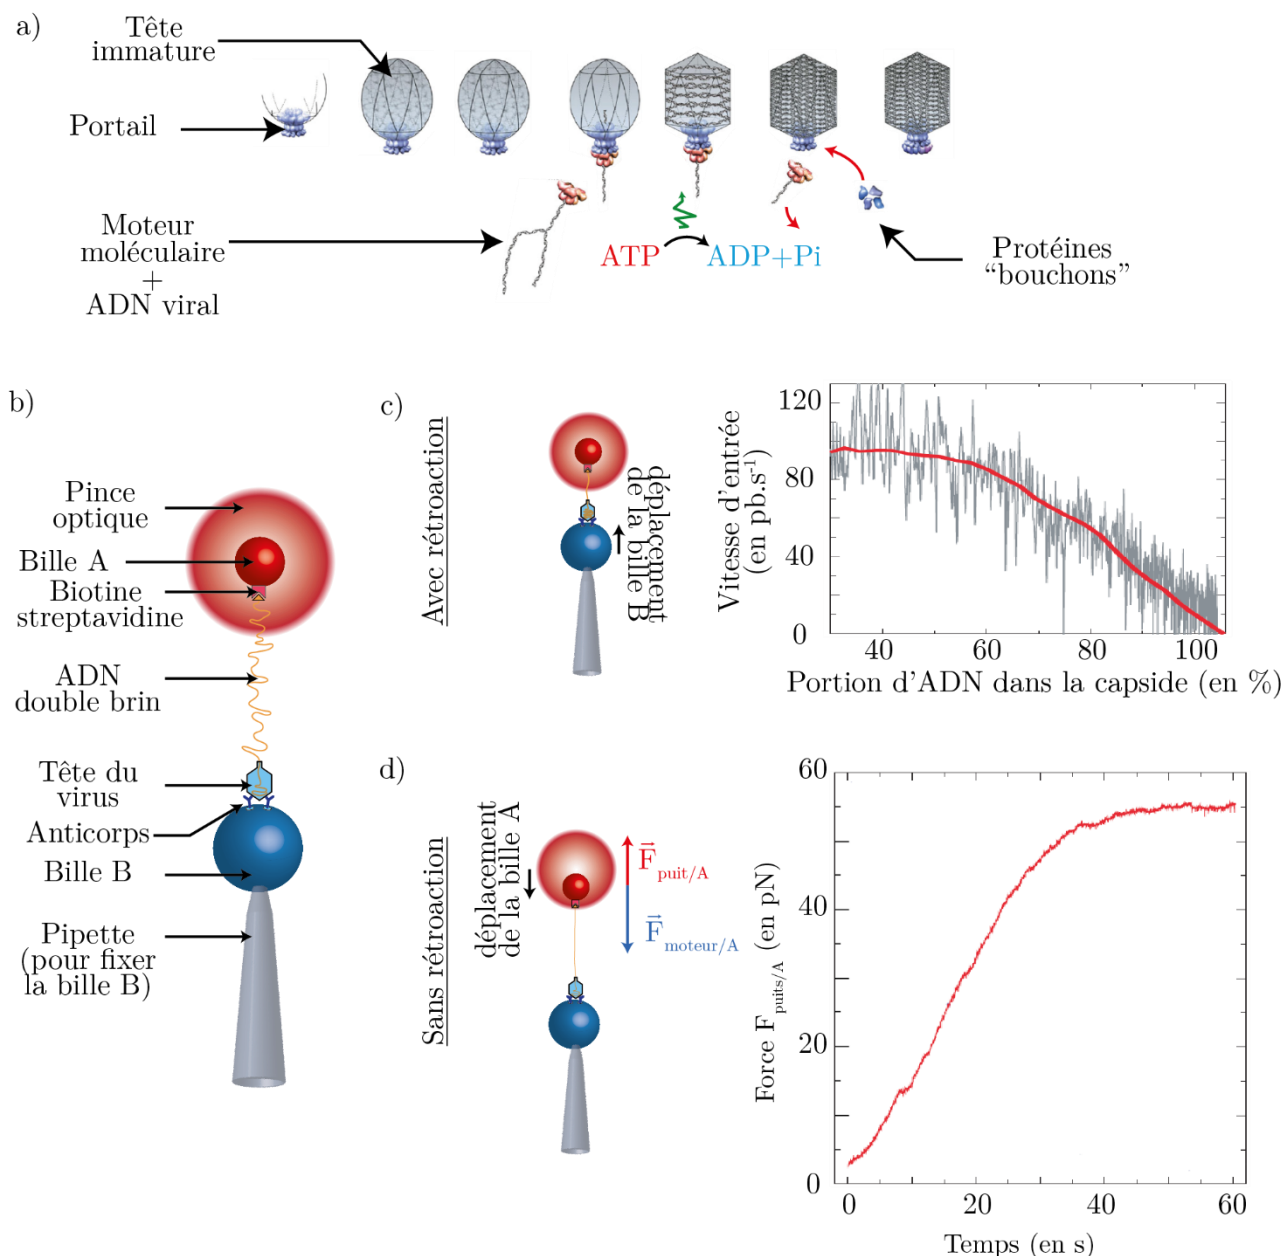 a)
Tête
immature
Portail
Moteur
moléculaire
+
ADN viral
ATP
ADP+Pi
Protéines
“bouchons”
b)
Pince
optique
Bille A
Biotine
streptavidine
ADN
double brin
Tête du
virus
Anticorps
Bille B
Pipette
(pour fixer
la bille B)
c)
Avec rétroaction
déplacement
de la bille B
Vitesse d'entrée
(en pb.s⁻¹)
120
80
40
0
40
60
80
100
Portion d'ADN dans la capside (en %)
d)
Sans rétroaction
déplacement
de la bille A
F⃗ puit/A
F⃗ moteur/A
Force F puits/A (en pN)
60
40
20
0
0
20
40
60
Temps (en s)